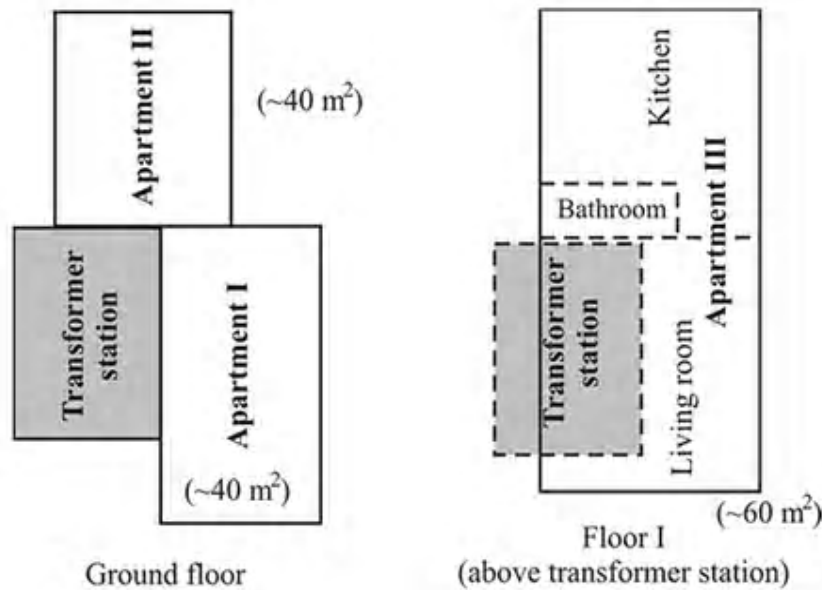 Apartment II
(~40 m²)
Transformer
station
Apartment I
(~40 m²)
Ground floor
Kitchen
Bathroom
Apartment III
Transformer
station
Living room
(~60 m²)
Floor I
(above transformer station)